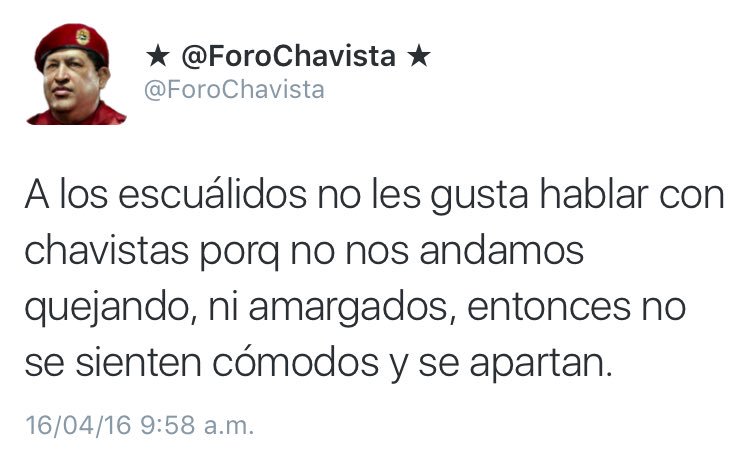 ★ @ForoChavista ★
@ForoChavista
A los escuálidos no les gusta hablar con
chavistas porq no nos andamos
quejando, ni amargados, entonces no
se sienten cómodos y se apartan.
16/04/16 9:58 a.m.